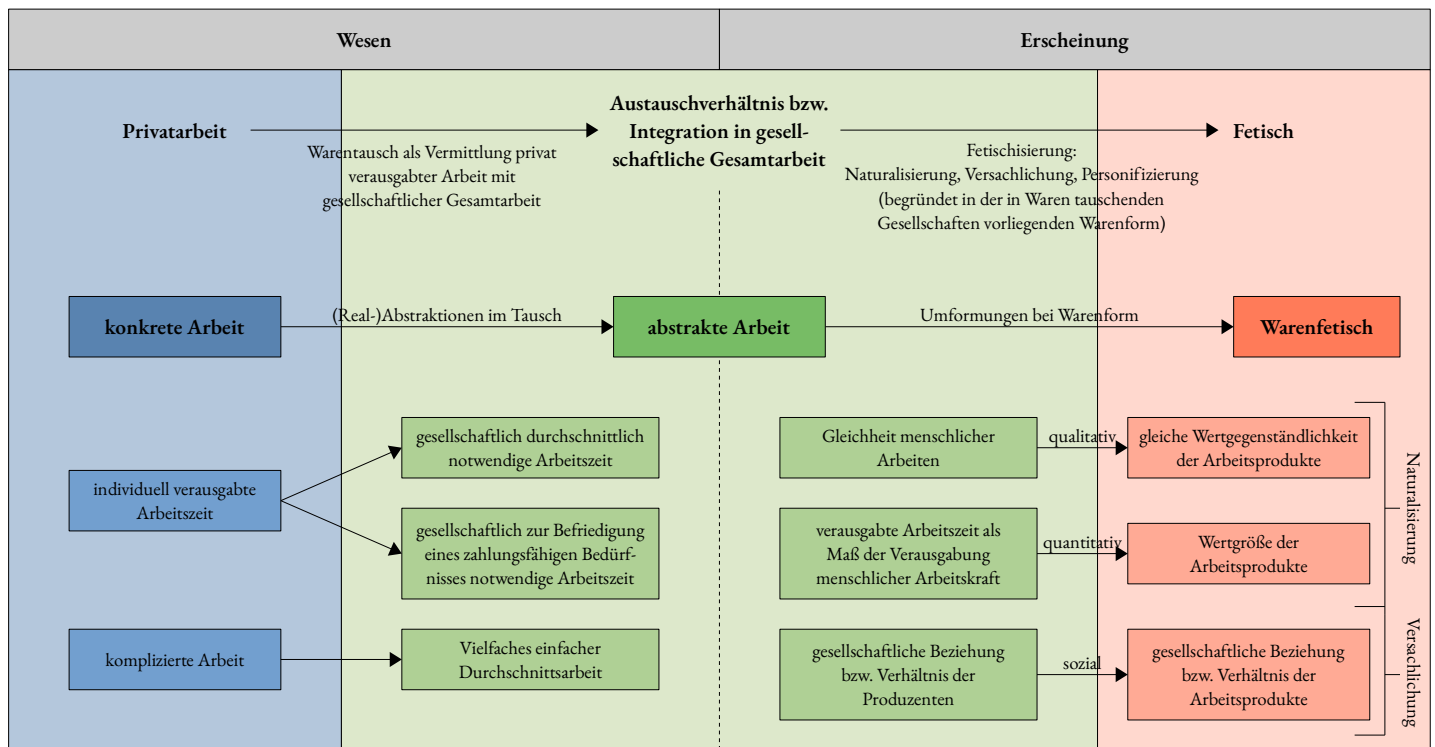 Wesen
Erscheinung
Privatarbeit
Warentausch als Vermittlung privat
verausgabter Arbeit mit
gesellschaftlicher Gesamtarbeit
Austauschverhältnis bzw.
Integration in gesell-
schaftliche Gesamtarbeit
Fetischisierung:
Naturalisierung, Versachlichung, Personifizierung
(begründet in der in Waren tauschenden
Gesellschaften vorliegenden Warenform)
Fetisch
konkrete Arbeit
(Real-)Abstraktionen im Tausch
abstrakte Arbeit
Umformungen bei Warenform
Warenfetisch
individuell verausgabte
Arbeitszeit
gesellschaftlich durchschnittlich
notwendige Arbeitszeit
gesellschaftlich zur Befriedigung
eines zahlungsfähigen Bedürf-
nisses notwendige Arbeitszeit
komplizierte Arbeit
Vielfaches einfacher
Durchschnittsarbeit
Gleichheit menschlicher
Arbeiten
qualitativ
gleiche Wertgegenständlichkeit
der Arbeitsprodukte
verausgabte Arbeitszeit als
Maß der Verausgabung
menschlicher Arbeitskraft
quantitativ
Wertgröße der
Arbeitsprodukte
gesellschaftliche Beziehung
bzw. Verhältnis der
Produzenten
sozial
gesellschaftliche Beziehung
bzw. Verhältnis der
Arbeitsprodukte
Naturalisierung
Versachlichung